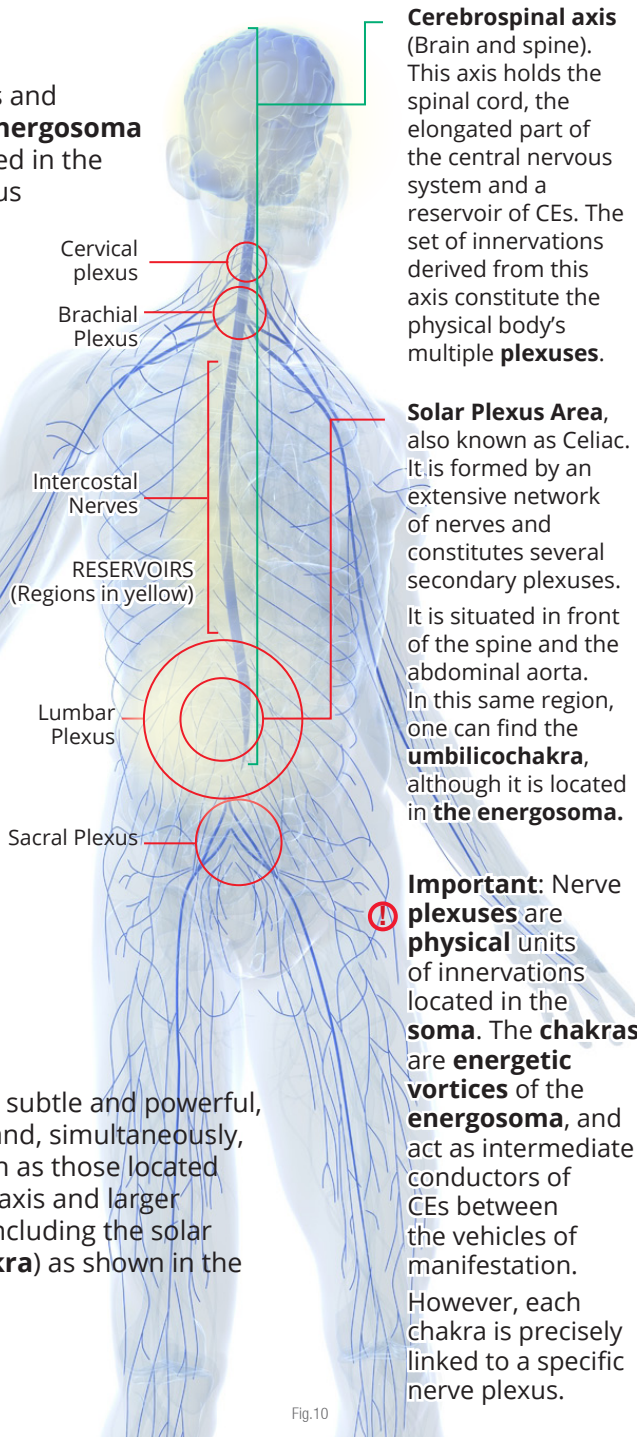 s and
nergosoma
ed in the
us
Cerebrospinal axis
(Brain and spine).
This axis holds the
spinal cord, the
elongated part of
the central nervous
system and a
reservoir of CEs. The
set of innervations
derived from this
axis constitute the
physical body’s
multiple plexuses.
Cervical
plexus
Brachial
Plexus
Intercostal
Nerves
RESERVOIRS
(Regions in yellow)
Lumbar
Plexus
Sacral Plexus
Solar Plexus Area,
also known as Celiac.
It is formed by an
extensive network
of nerves and
constitutes several
secondary plexuses.
It is situated in front
of the spine and the
abdominal aorta.
In this same region,
one can find the
umbilicochakra,
although it is located
in the energosoma.
!
Important: Nerve
plexuses are
physical units
of innervations
located in the
soma. The chakras
are energetic
vortices of the
energosoma, and
act as intermediate
conductors of
CEs between
the vehicles of
manifestation.
However, each
chakra is precisely
linked to a specific
nerve plexus.
subtle and powerful,
and, simultaneously,
n as those located
axis and larger
ncluding the solar
kra) as shown in the
Fig.10